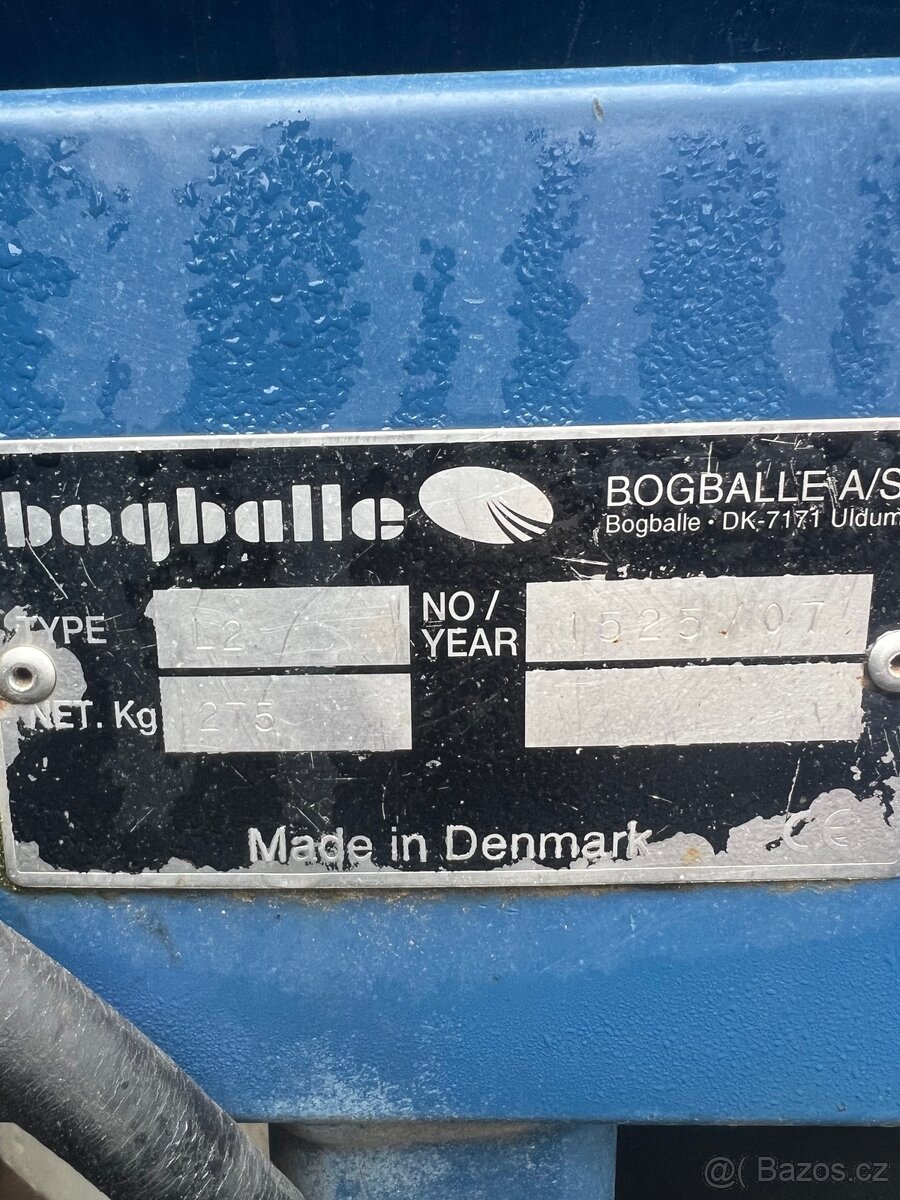 bogballe
BOGBALLE A/S
Bogballe · DK-7171 Uldum
TYPE L2
NO / YEAR 1525/07
NET. Kg 275
Made in Denmark
CE
@( Bazos.cz